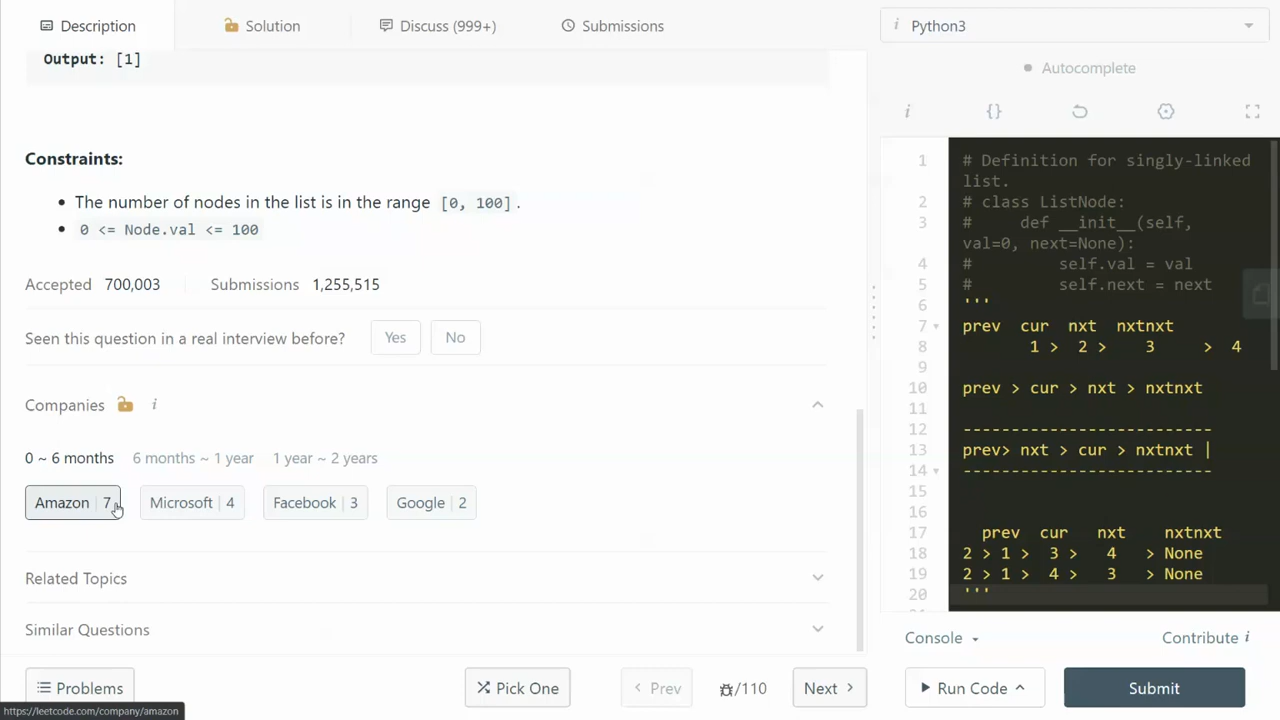 Description
Solution
Discuss (999+)
Submissions
Output: [1]
Constraints:
• The number of nodes in the list is in the range [0, 100].
• 0 <= Node.val <= 100
Accepted 700,003 Submissions 1,255,515
Seen this question in a real interview before? Yes No
Companies i
0 ~ 6 months 6 months ~ 1 year 1 year ~ 2 years
Amazon | 7 Microsoft | 4 Facebook | 3 Google | 2
Related Topics
Similar Questions
Problems
Pick One
< Prev
/110
Next >
https://leetcode.com/company/amazon
i Python3
Autocomplete
i {}
1 # Definition for singly-linked
list.
2 # class ListNode:
3 #     def __init__(self,
val=0, next=None):
4 #         self.val = val
5 #         self.next = next
6 '''
7 prev  cur  nxt  nxtnxt
8        1 >  2 >    3     >  4
9
10 prev > cur > nxt > nxtnxt
11
12 --------------------------
13 prev> nxt > cur > nxtnxt |
14 --------------------------
15
16
17   prev  cur   nxt    nxtnxt
18 2 > 1 >  3 >   4   > None
19 2 > 1 >  4 >   3   > None
20 '''
Console
Contribute i
Run Code
Submit